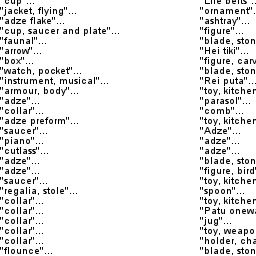 "cup"...
"jacket, flying"...
"adze flake"...
"cup, saucer and plate"...
"faunal"...
"arrow"...
"box"...
"watch, pocket"...
"instrument, musical"...
"armour, body"...
"adze"...
"collar"...
"adze preform"...
"saucer"...
"piano"...
"cutlass"...
"adze"...
"adze"...
"saucer"...
"regalia, stole"...
"collar"...
"collar"...
"collar"...
"collar"...
"collar"...
"flounce"...
"Life belts"...
"ornament".
"ashtray"...
"figure"...
"blade, ston
"Hei tiki"...
"figure, carv
"blade, ston
"Rei puta"...
"toy, kitchen
"parasol"...
"comb"...
"toy, kitchen
"Adze"...
"adze"...
"adze"...
"blade, ston
"figure, bird"
"toy, kitchen
"spoon"...
"toy, kitchen
"Patu onewa
"jug"...
"toy, weapo
"holder, cha
"blade, ston